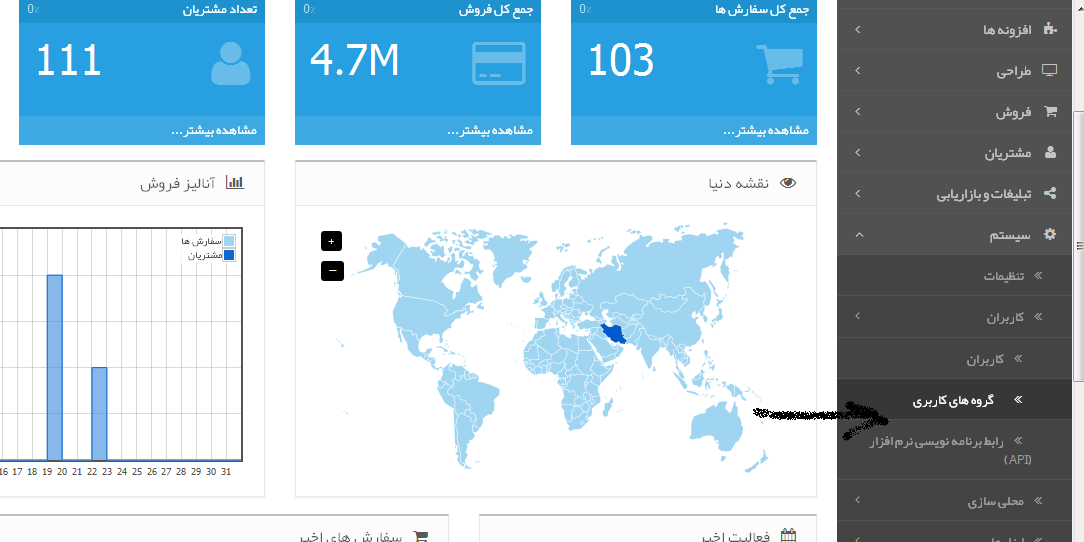 جمع کل سفارش ها
0٪
103
مشاهده بیشتر...
جمع کل فروش
0٪
4.7M
مشاهده بیشتر...
تعداد مشتریان
0٪
111
مشاهده بیشتر...
افزونه ها
طراحی
فروش
مشتریان
تبلیغات و بازاریابی
سیستم
تنظیمات
کاربران
کاربران
گروه های کاربری
رابط برنامه نویسی نرم افزار
(API)
محلی سازی
نقشه دنیا
+
−
آنالیز فروش
سفارش ها
مشتریان
16 17 18 19 20 21 22 23 24 25 26 27 28 29 30 31
فعالیت اخیر
سفارش های اخیر